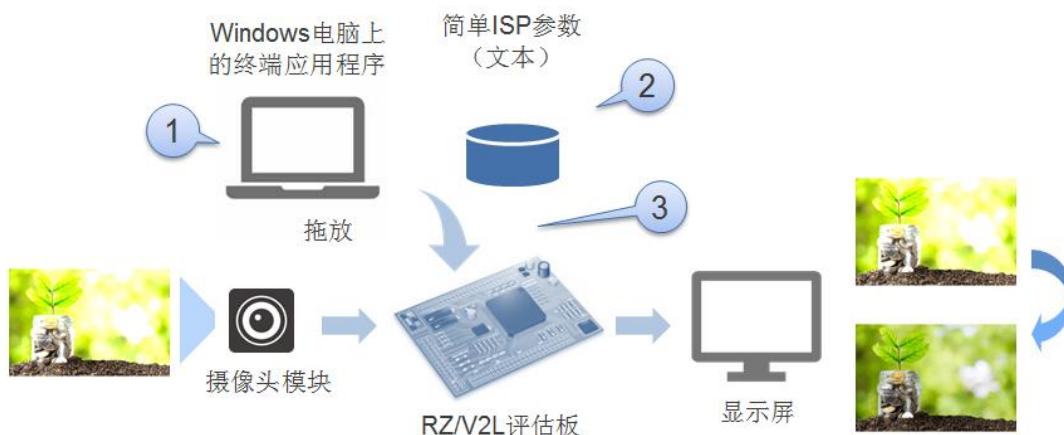 Windows电脑上
的终端应用程序
简单ISP参数
（文本）
1
2
3
拖放
摄像头模块
RZ/V2L评估板
显示屏